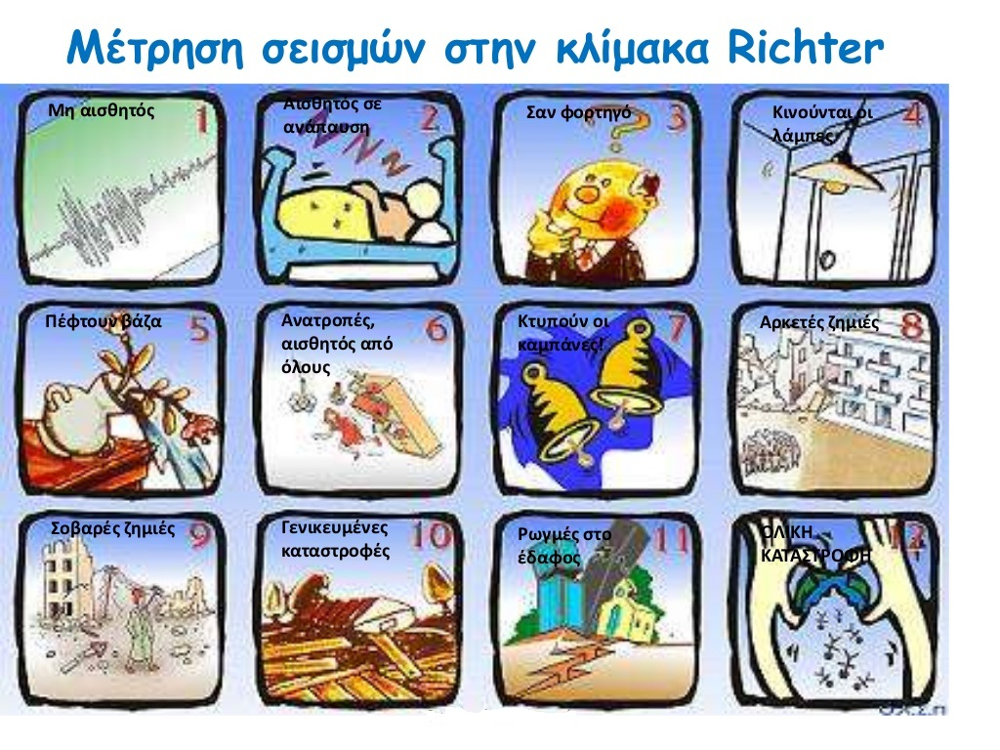 Μέτρηση σεισμών στην κλίμακα Richter
Μη αισθητός
1
Αισθητός σε
ανάπαυση
2
Σαν φορτηγό
3
Κινούνται οι
λάμπες
4
Πέφτουν βάζα
5
Ανατροπές,
αισθητός από
όλους
6
Κτυπούν οι
καμπάνες!
7
Αρκετές ζημιές
8
Σοβαρές ζημιές
9
Γενικευμένες
καταστροφές
10
Ρωγμές στο
έδαφος
11
ΟΛΙΚΗ
ΚΑΤΑΣΤΡΟΦΗ
12